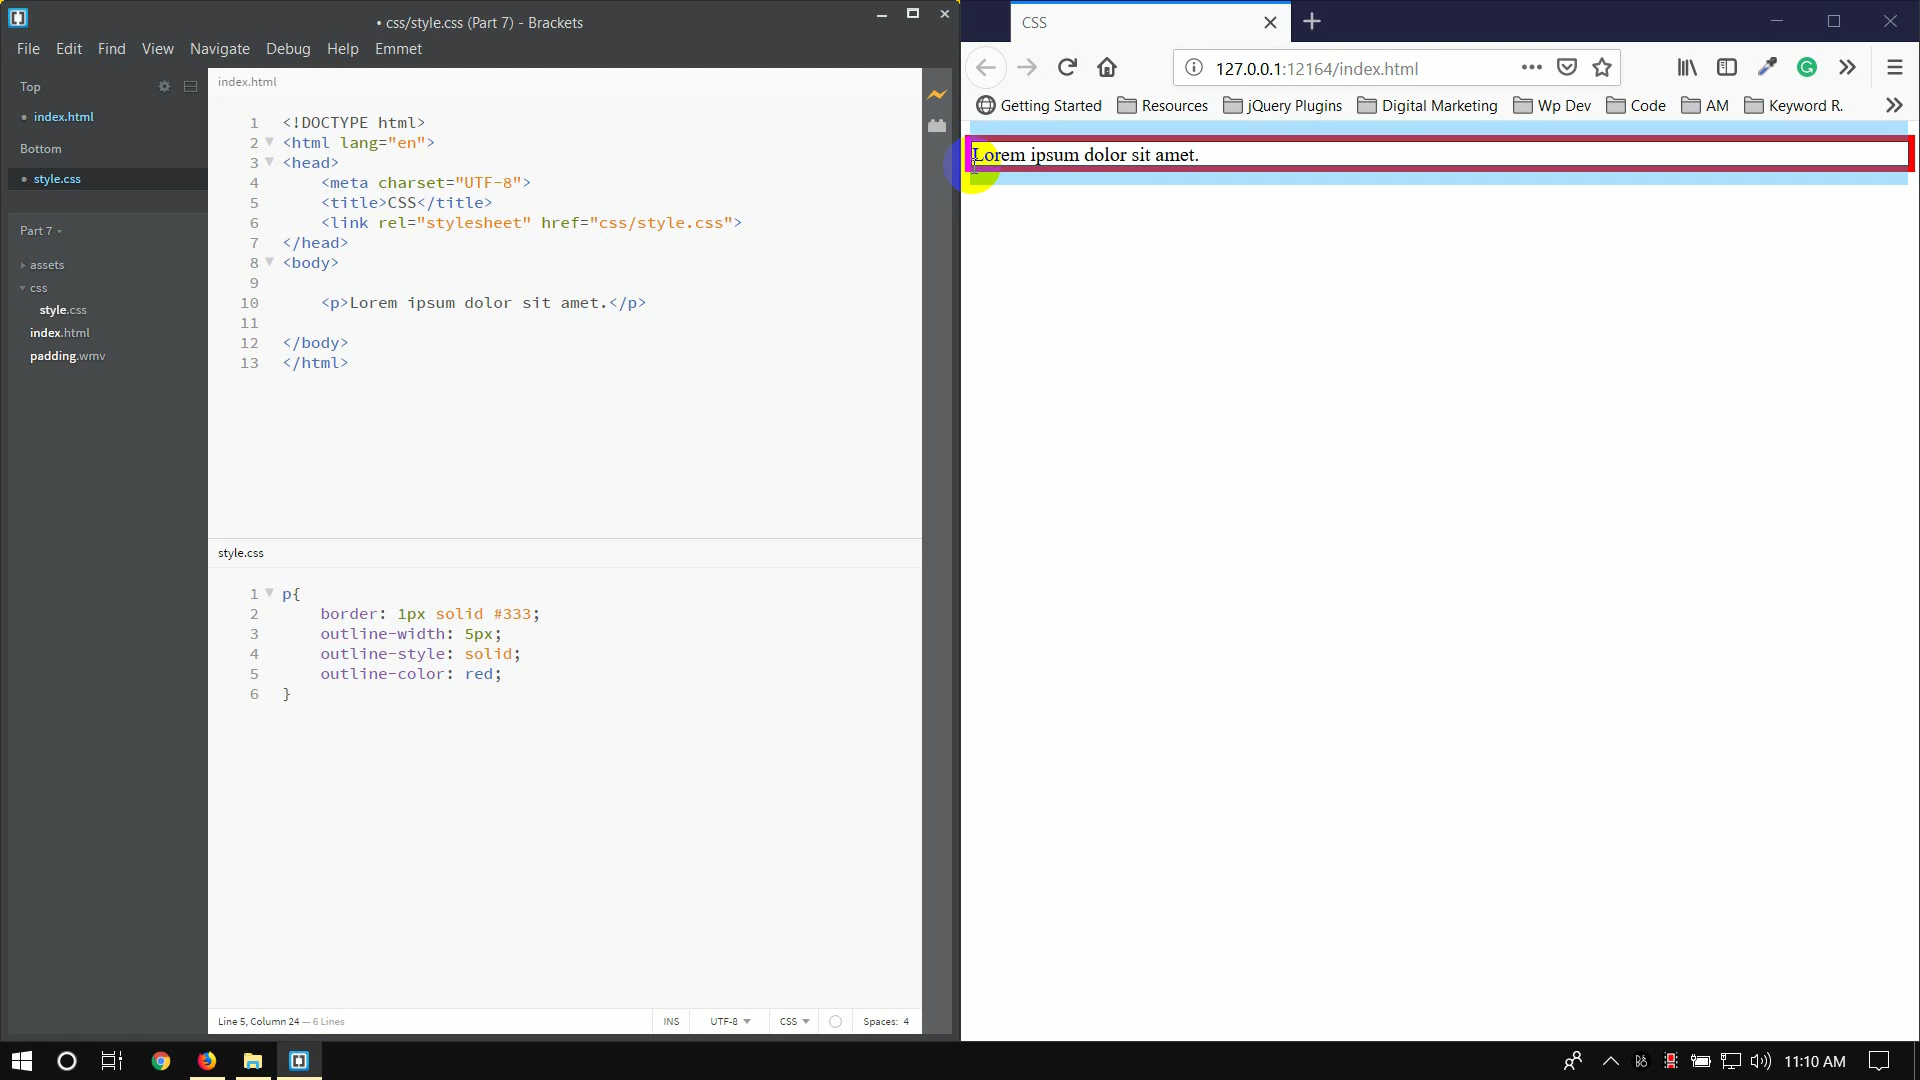 • css/style.css (Part 7) - Brackets
File Edit Find View Navigate Debug Help Emmet
Top
• index.html
Bottom
• style.css
Part 7
assets
css
style.css
index.html
padding.wmv
index.html
1 <!DOCTYPE html>
2 <html lang="en">
3 <head>
4 <meta charset="UTF-8">
5 <title>CSS</title>
6 <link rel="stylesheet" href="css/style.css">
7 </head>
8 <body>
9
10 <p>Lorem ipsum dolor sit amet.</p>
11
12 </body>
13 </html>
style.css
1 p{
2 border: 1px solid #333;
3 outline-width: 5px;
4 outline-style: solid;
5 outline-color: red;
6 }
Line 5, Column 24 — 6 Lines INS UTF-8 CSS Spaces: 4
CSS
127.0.0.1:12164/index.html
Getting Started Resources jQuery Plugins Digital Marketing Wp Dev Code AM Keyword R.
Lorem ipsum dolor sit amet.
11:10 AM